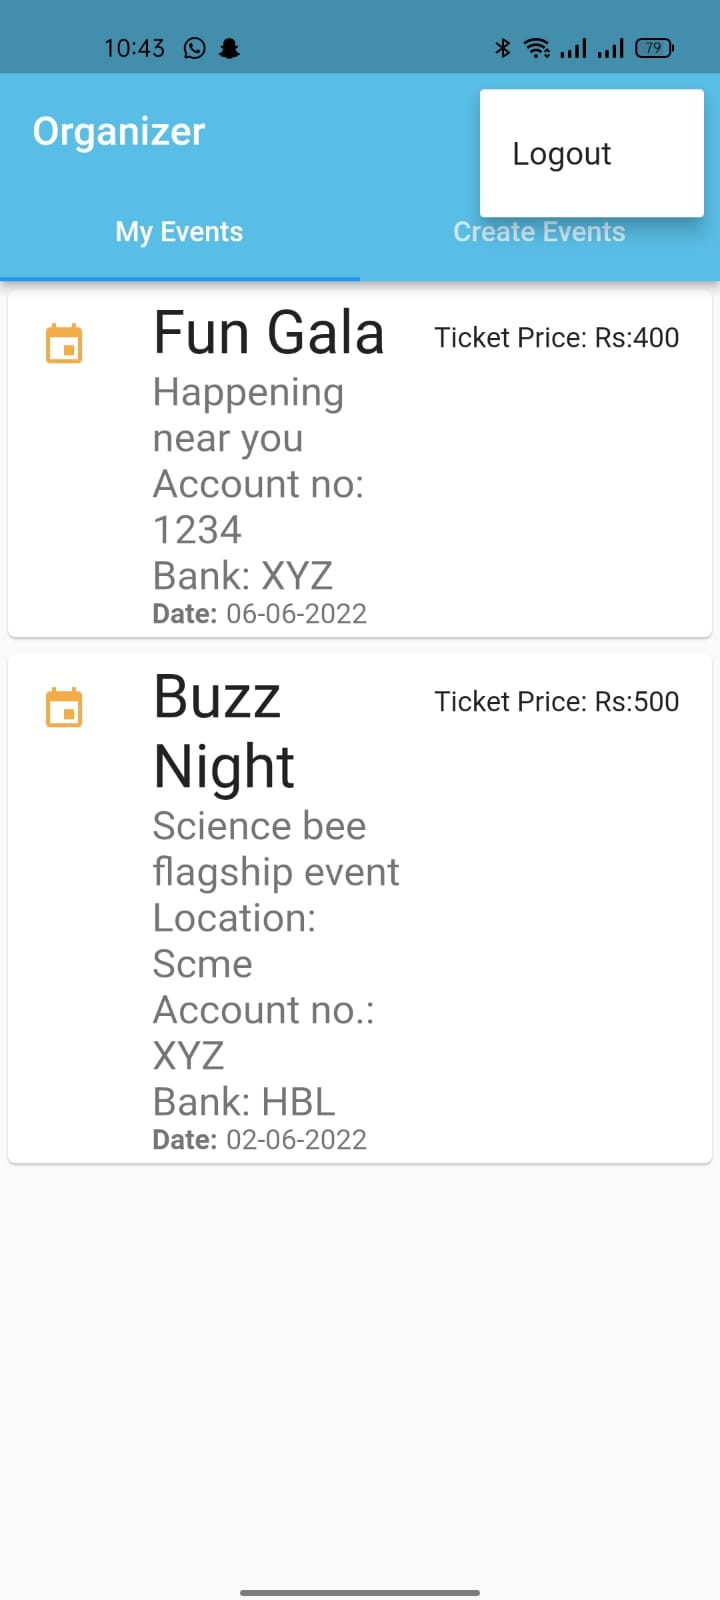 10:43
79
Organizer
Logout
My Events
Create Events
Fun Gala
Ticket Price: Rs:400
Happening
near you
Account no:
1234
Bank: XYZ
Date: 06-06-2022
Buzz
Night
Ticket Price: Rs:500
Science bee
flagship event
Location:
Scme
Account no.:
XYZ
Bank: HBL
Date: 02-06-2022